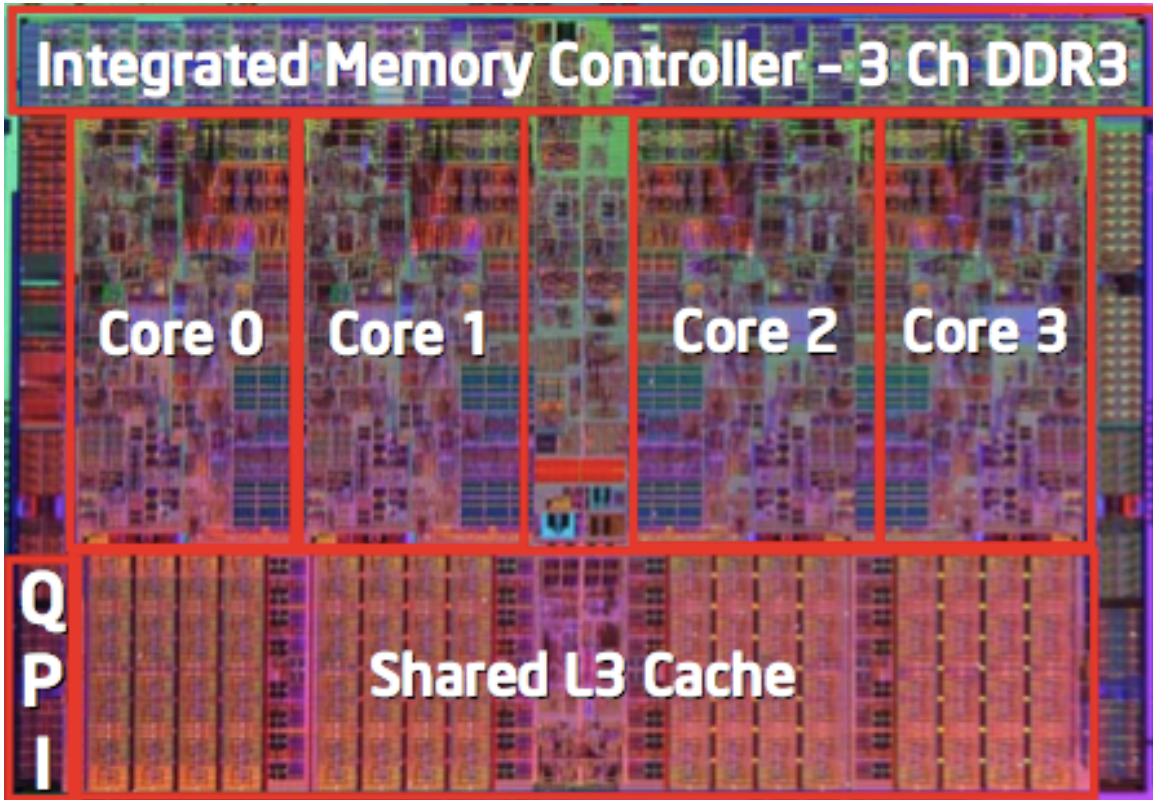 Integrated Memory Controller – 3 Ch DDR3
Core 0
Core 1
Core 2
Core 3
Q
P
I
Shared L3 Cache